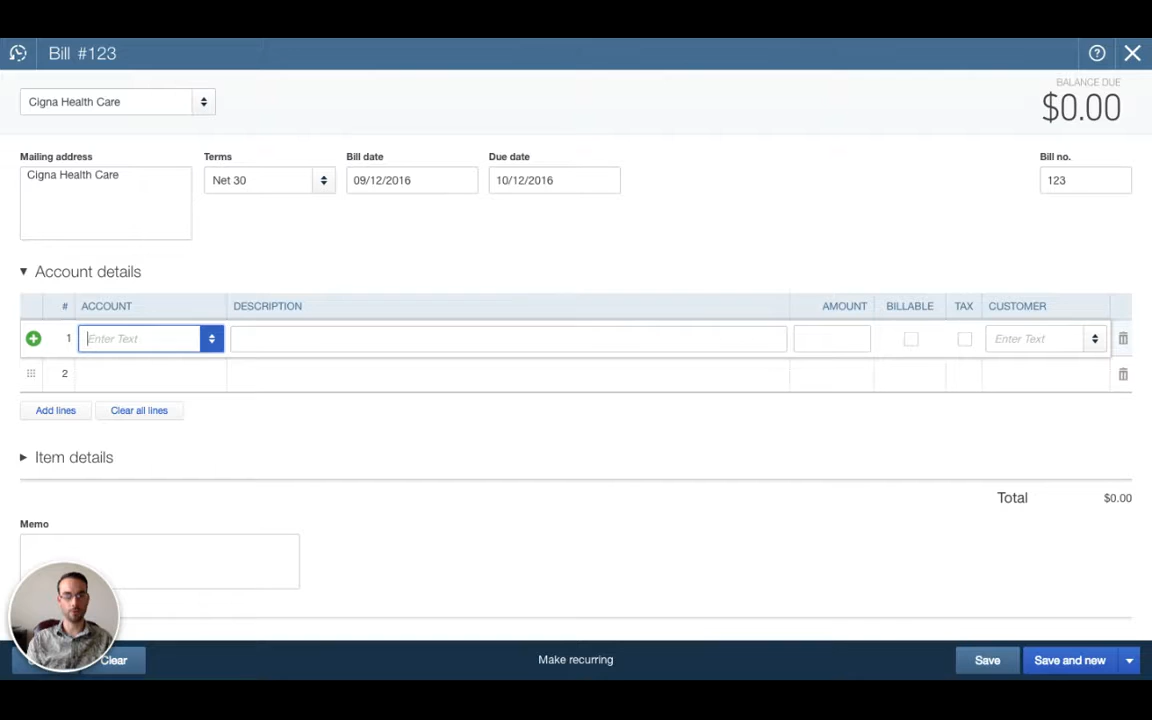 Bill #123
BALANCE DUE
Cigna Health Care
$0.00
Mailing address Terms Bill date Due date Bill no.
Cigna Health Care Net 30 09/12/2016 10/12/2016 123
Account details
# ACCOUNT DESCRIPTION AMOUNT BILLABLE TAX CUSTOMER
1 Enter Text Enter Text
2
Add lines Clear all lines
Item details
Total $0.00
Memo
Clear Make recurring Save Save and new